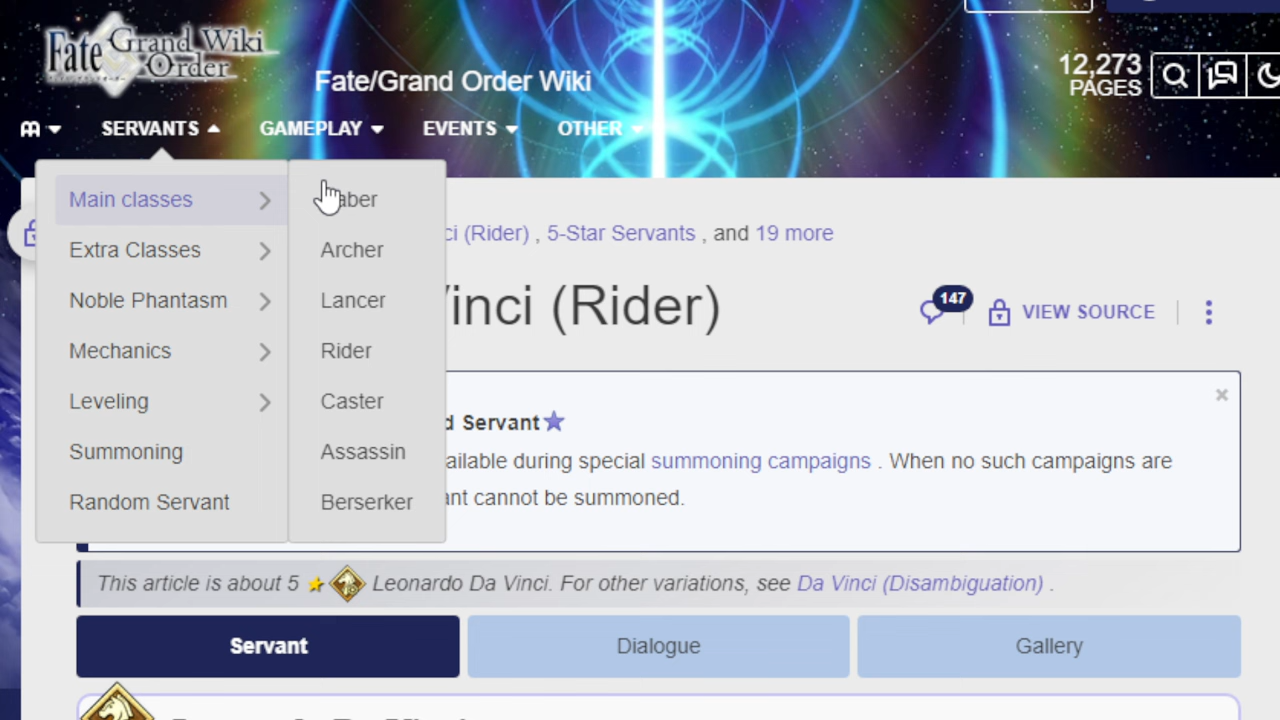 Fate Grand Wiki
Order
Fate/Grand Order Wiki
12,273
PAGES
SERVANTS
GAMEPLAY
EVENTS
OTHER
Main classes
Extra Classes
Noble Phantasm
Mechanics
Leveling
Summoning
Random Servant
aber
Archer
Lancer
Rider
Caster
Assassin
Berserker
ci (Rider) , 5-Star Servants , and 19 more
inci (Rider)
147
VIEW SOURCE
d Servant
ailable during special summoning campaigns . When no such campaigns are
nt cannot be summoned.
This article is about 5 Leonardo Da Vinci. For other variations, see Da Vinci (Disambiguation) .
Servant
Dialogue
Gallery